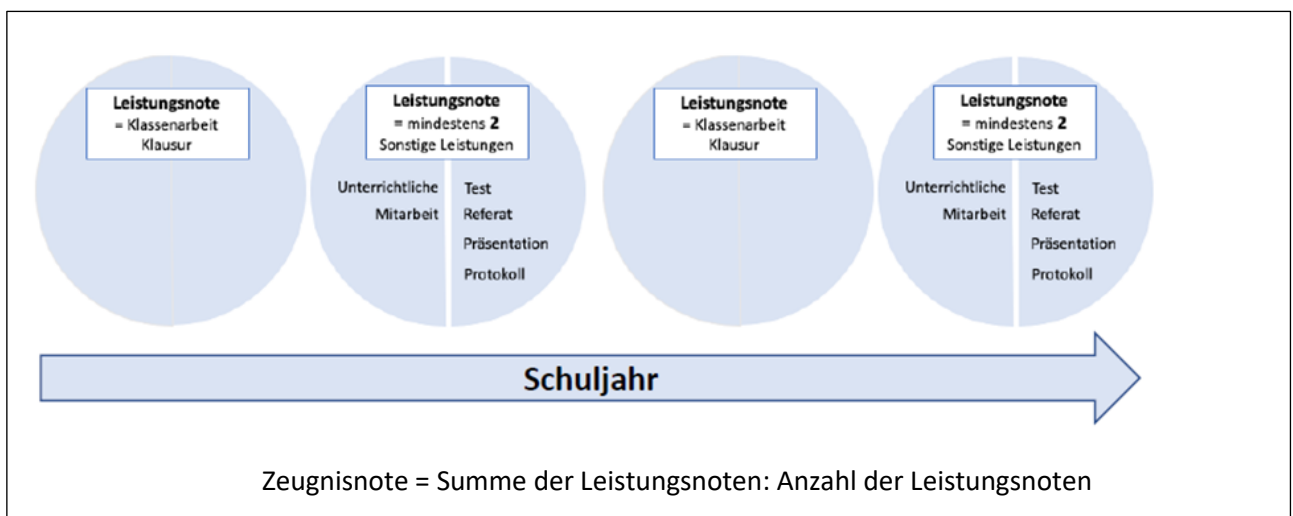 Leistungsnote
= Klassenarbeit
Klausur
Leistungsnote
= mindestens 2
Sonstige Leistungen
Unterrichtliche
Mitarbeit
Test
Referat
Präsentation
Protokoll
Leistungsnote
= Klassenarbeit
Klausur
Leistungsnote
= mindestens 2
Sonstige Leistungen
Unterrichtliche
Mitarbeit
Test
Referat
Präsentation
Protokoll
Schuljahr
Zeugnisnote = Summe der Leistungsnoten: Anzahl der Leistungsnoten